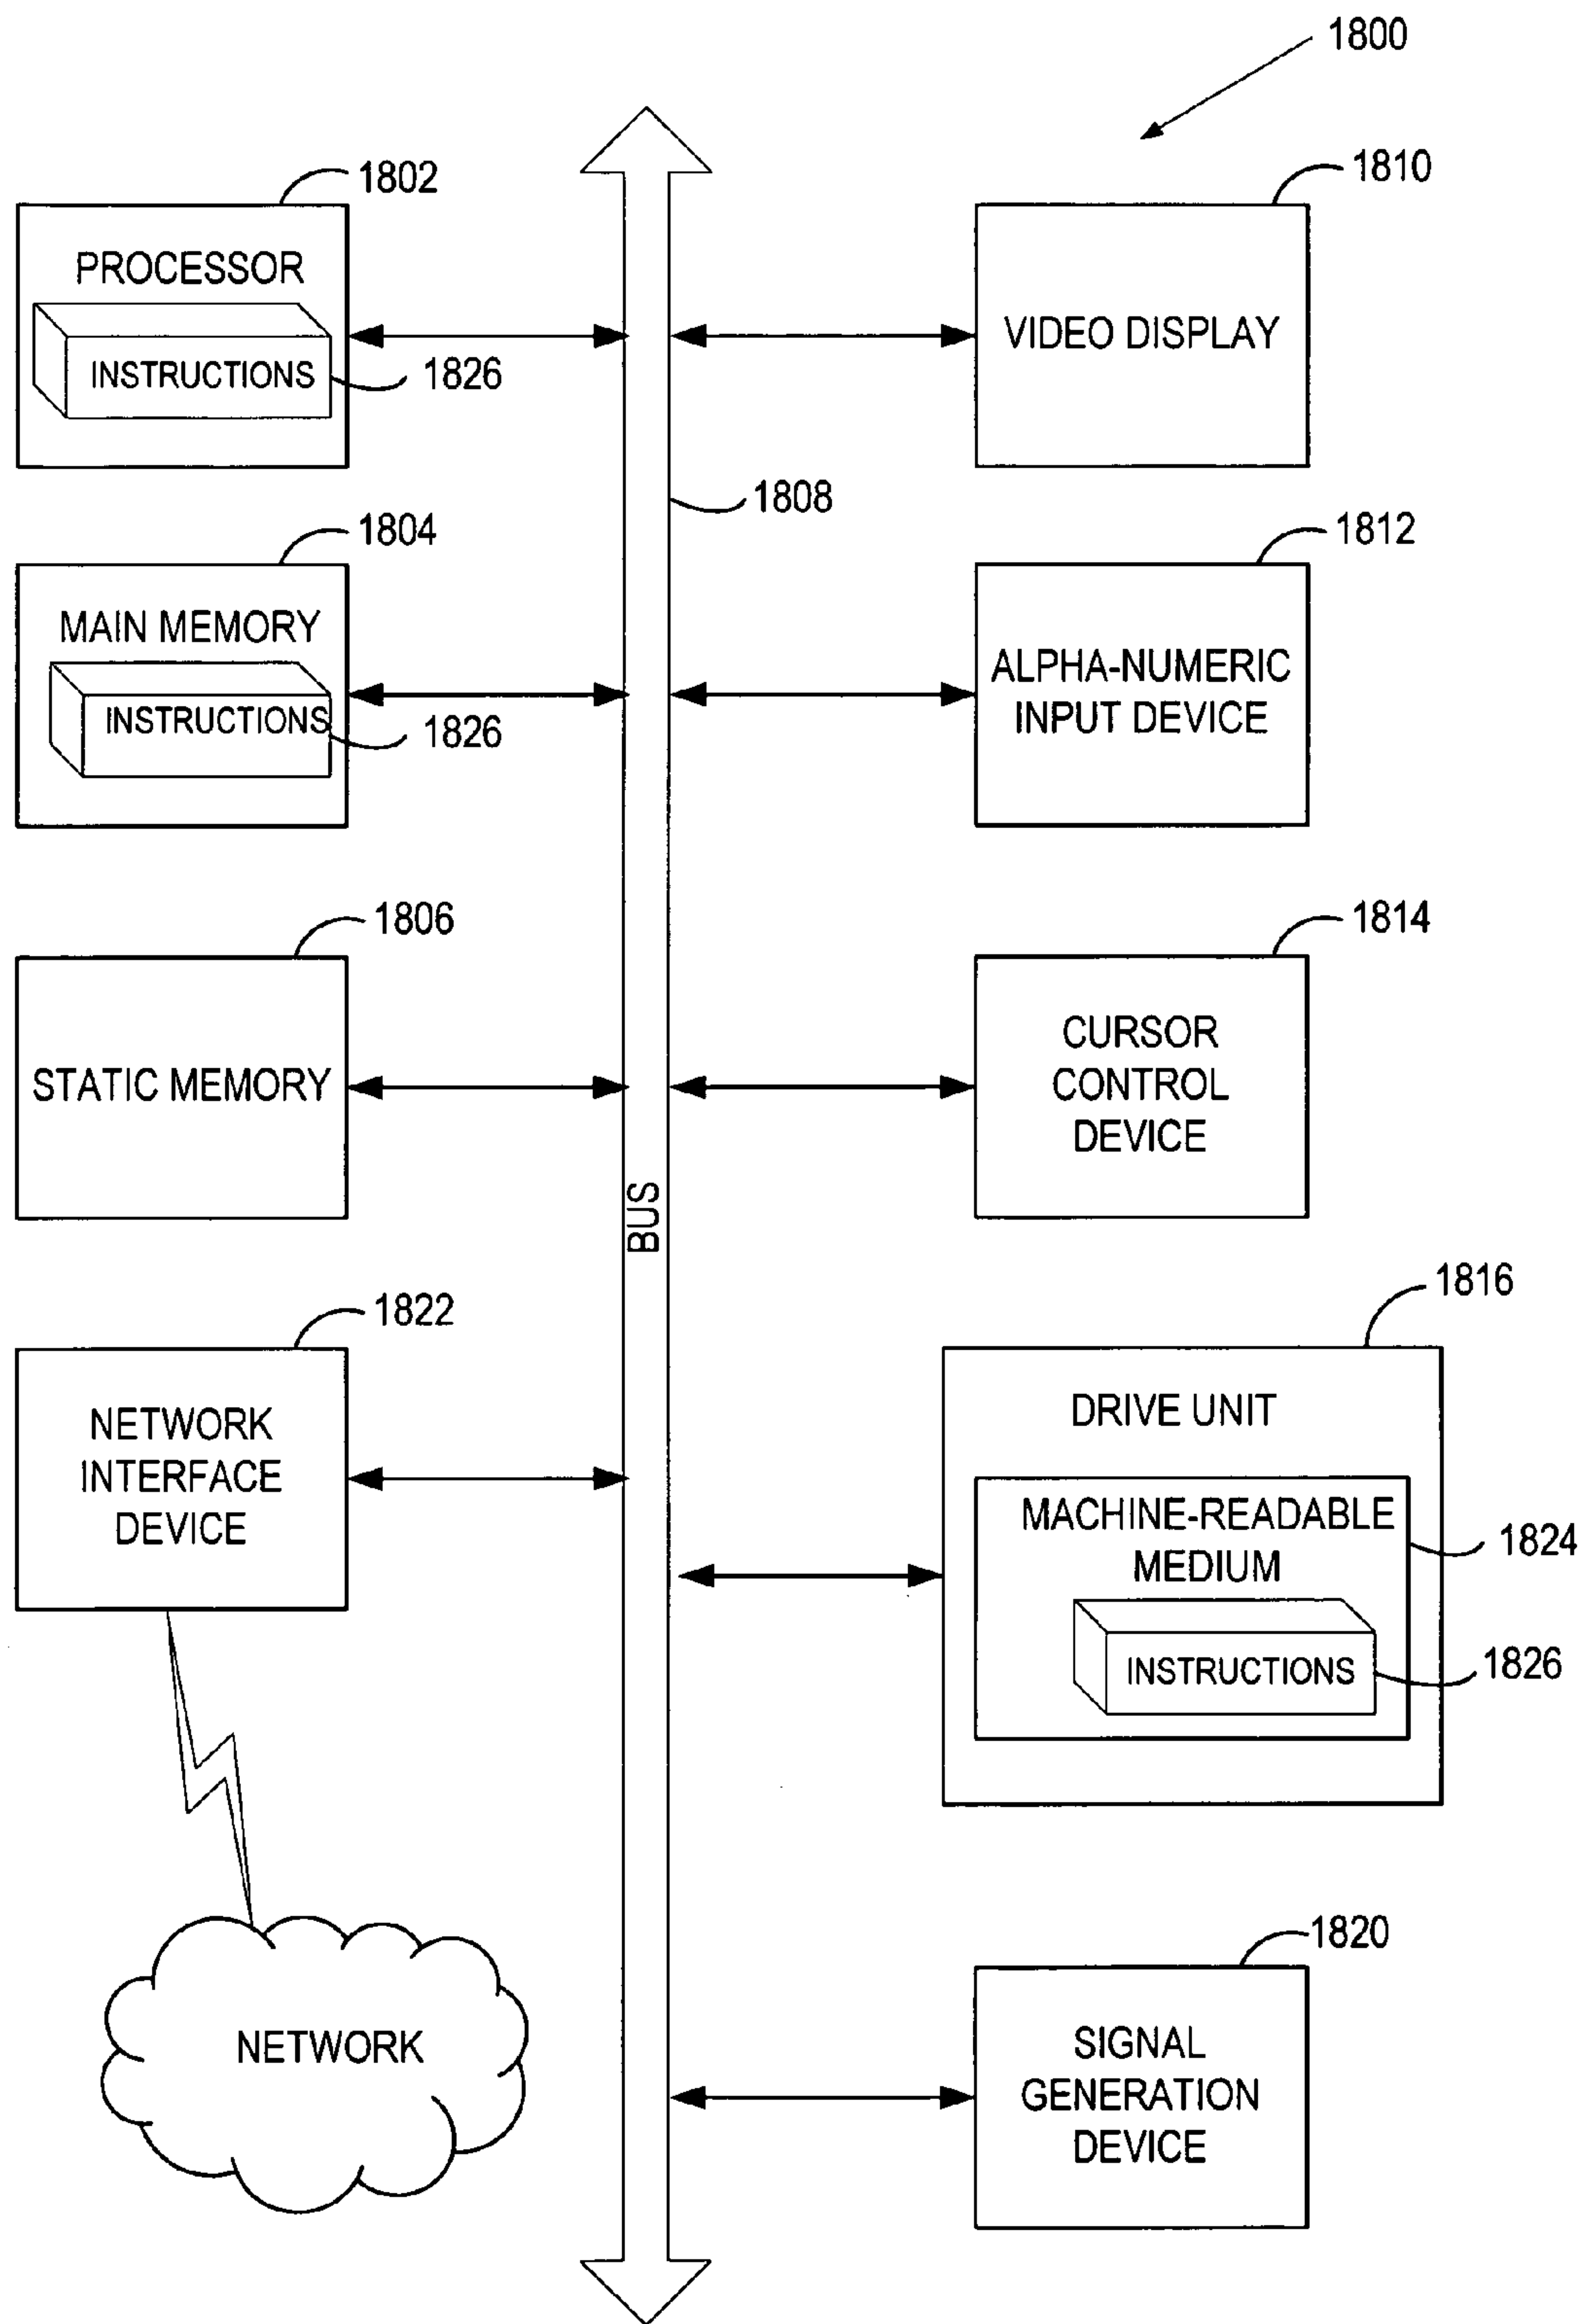 1800
1802
PROCESSOR
INSTRUCTIONS
1826
1804
MAIN MEMORY
INSTRUCTIONS
1826
1806
STATIC MEMORY
1822
NETWORK
INTERFACE
DEVICE
NETWORK
1808
BUS
1810
VIDEO DISPLAY
1812
ALPHA-NUMERIC
INPUT DEVICE
1814
CURSOR
CONTROL
DEVICE
1816
DRIVE UNIT
MACHINE-READABLE
MEDIUM
1824
INSTRUCTIONS
1826
1820
SIGNAL
GENERATION
DEVICE